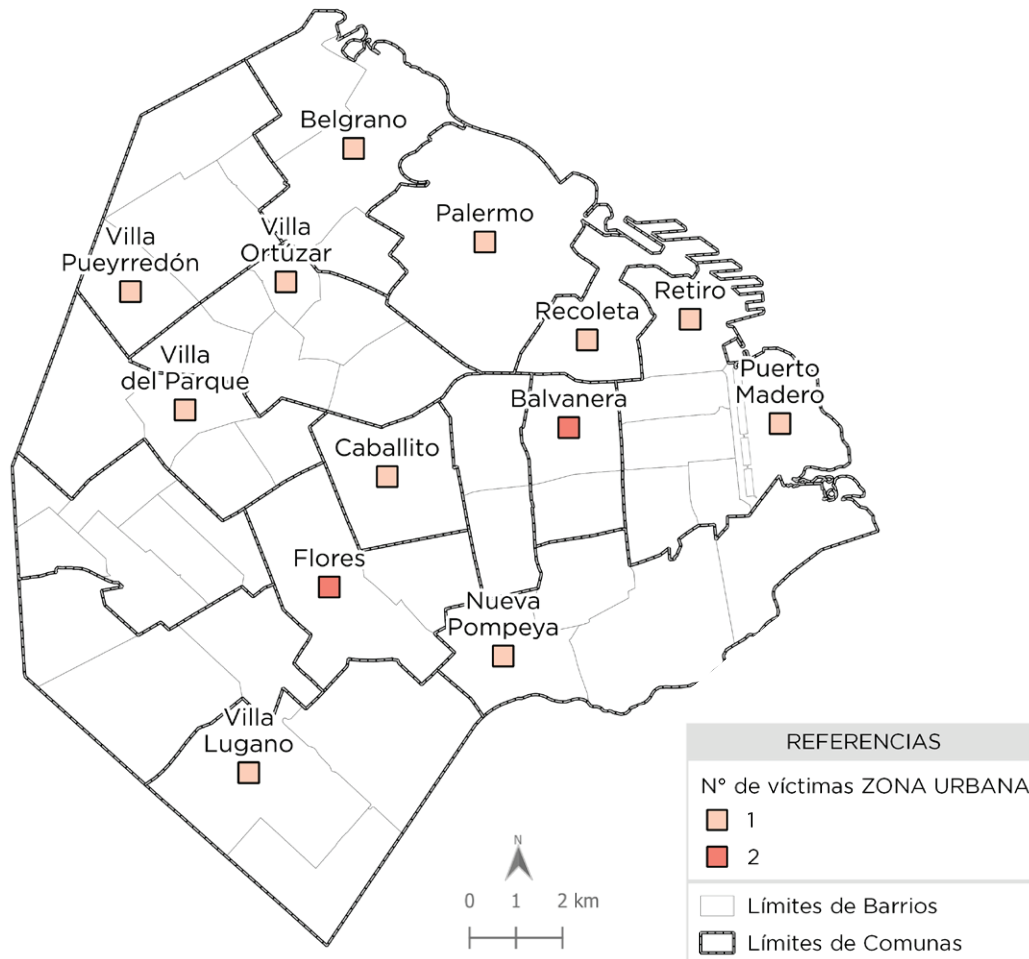 Belgrano
Palermo
Villa
Ortúzar
Villa
Pueyrredón
Retiro
Recoleta
Villa
del Parque
Puerto
Madero
Balvanera
Caballito
Flores
Nueva
Pompeya
Villa
Lugano
N
0 1 2 km
REFERENCIAS
N° de víctimas ZONA URBANA
1
2
Límites de Barrios
Límites de Comunas